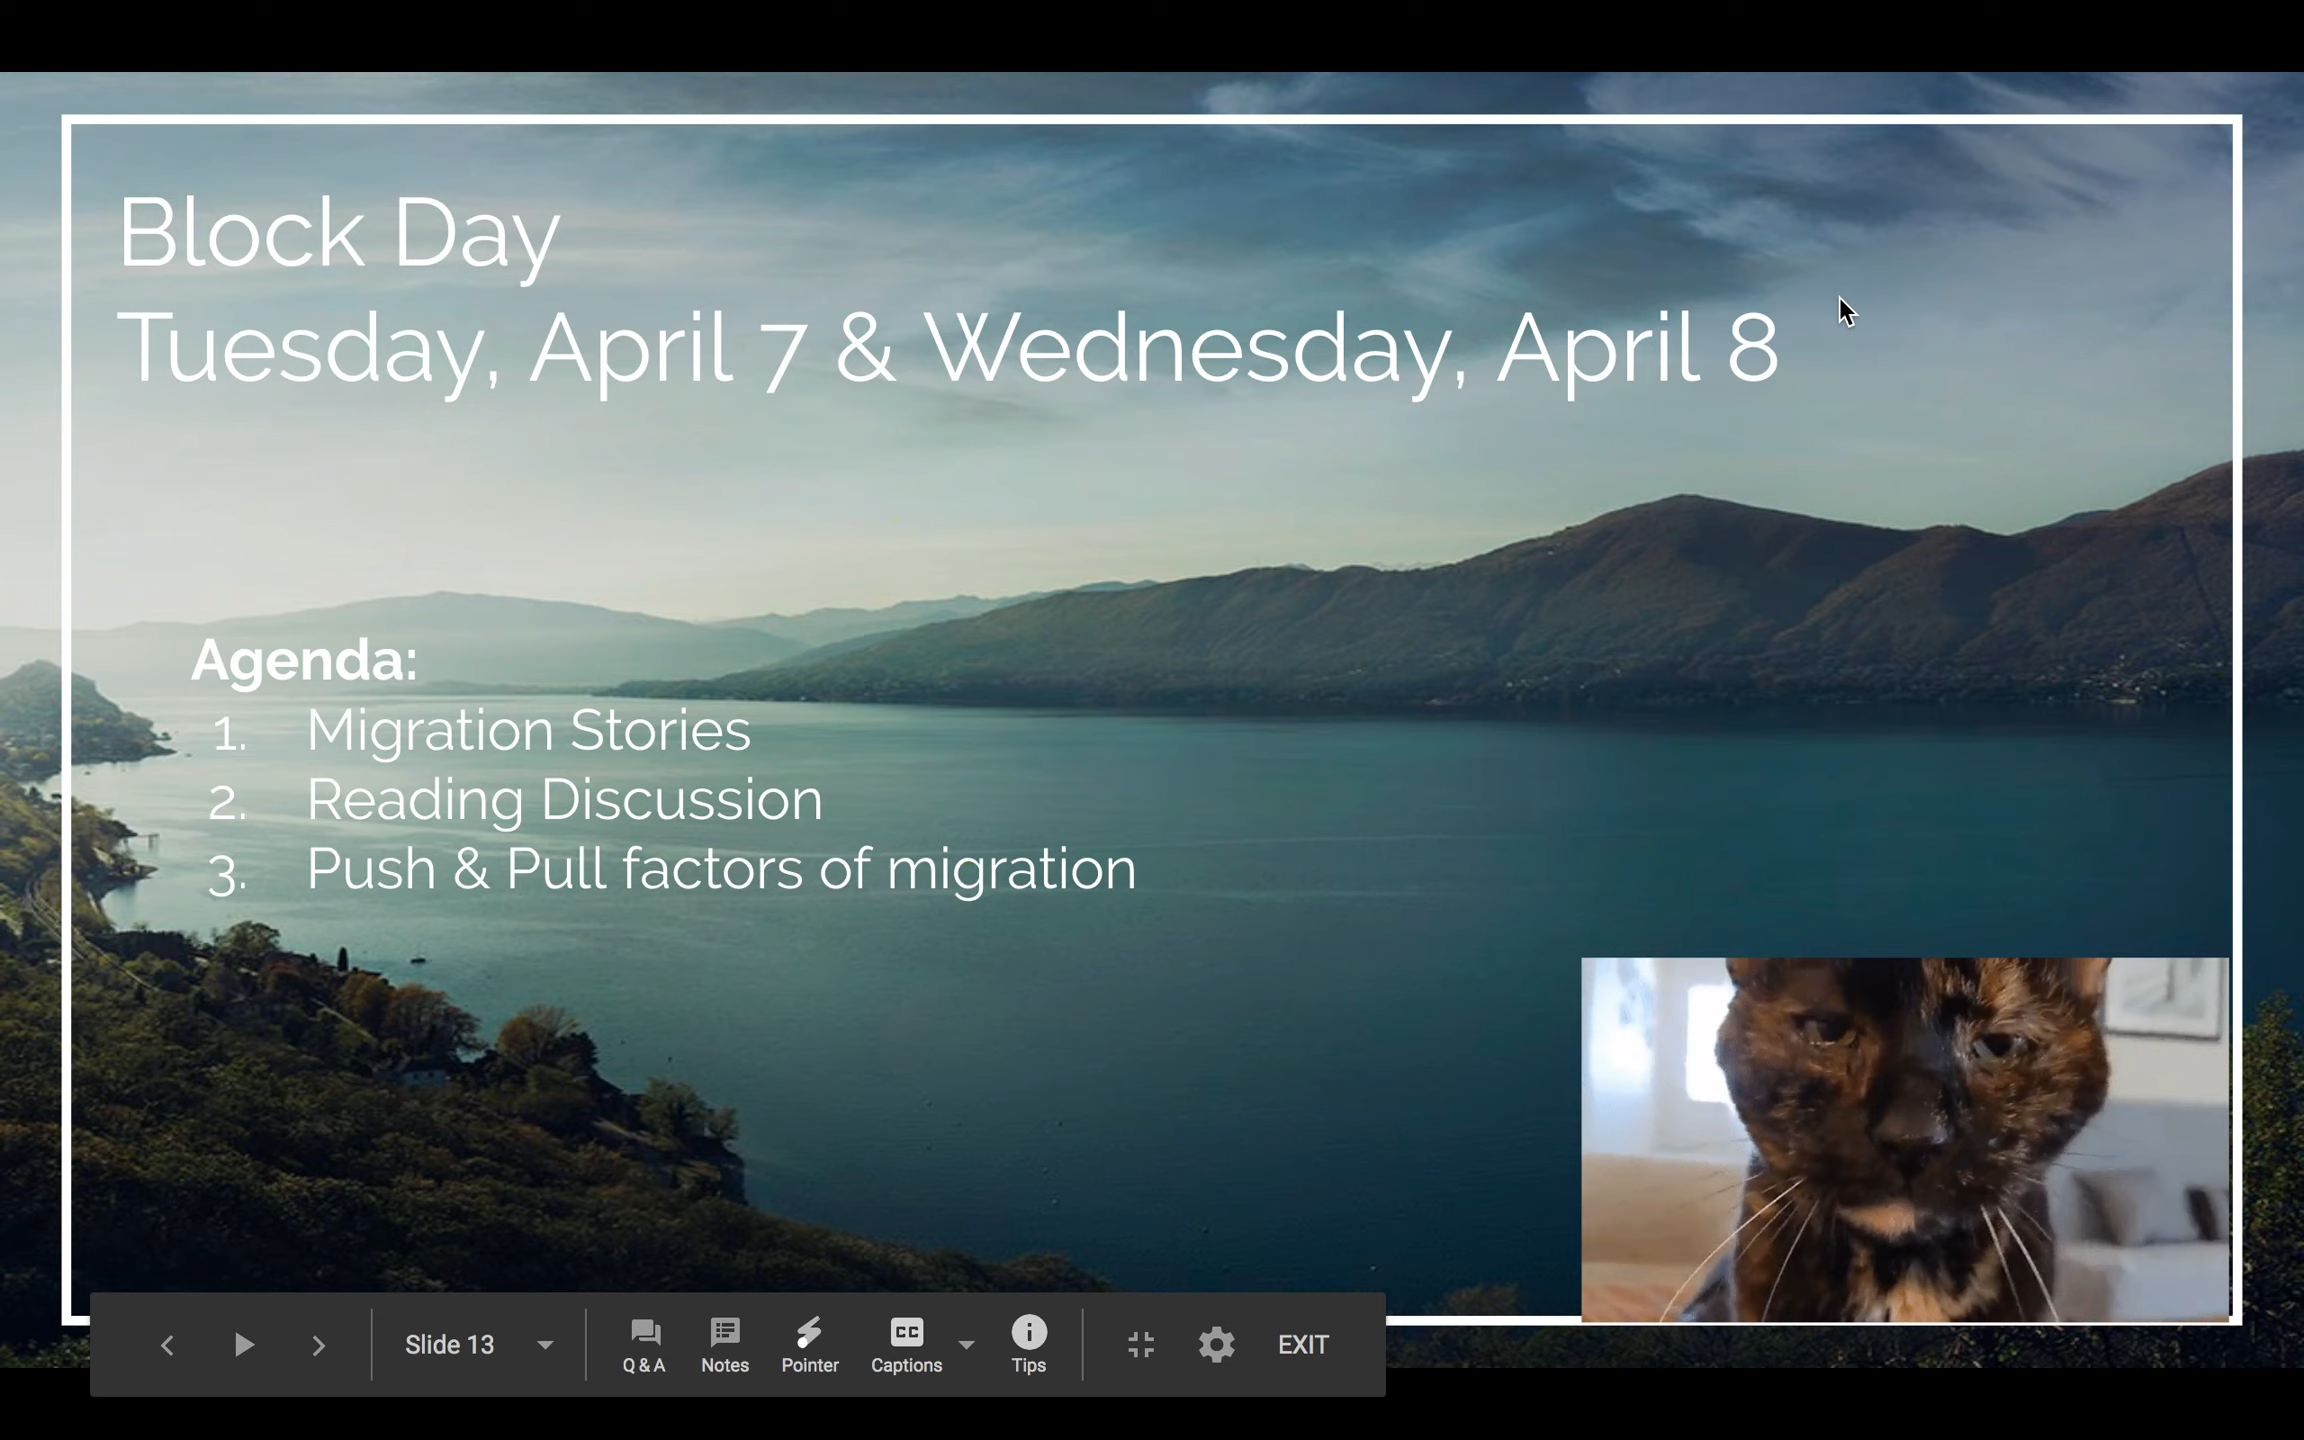 Block Day
Tuesday, April 7 & Wednesday, April 8
Agenda:
1. Migration Stories
2. Reading Discussion
3. Push & Pull factors of migration
Slide 13
Q & A
Notes
Pointer
CC
Captions
Tips
EXIT